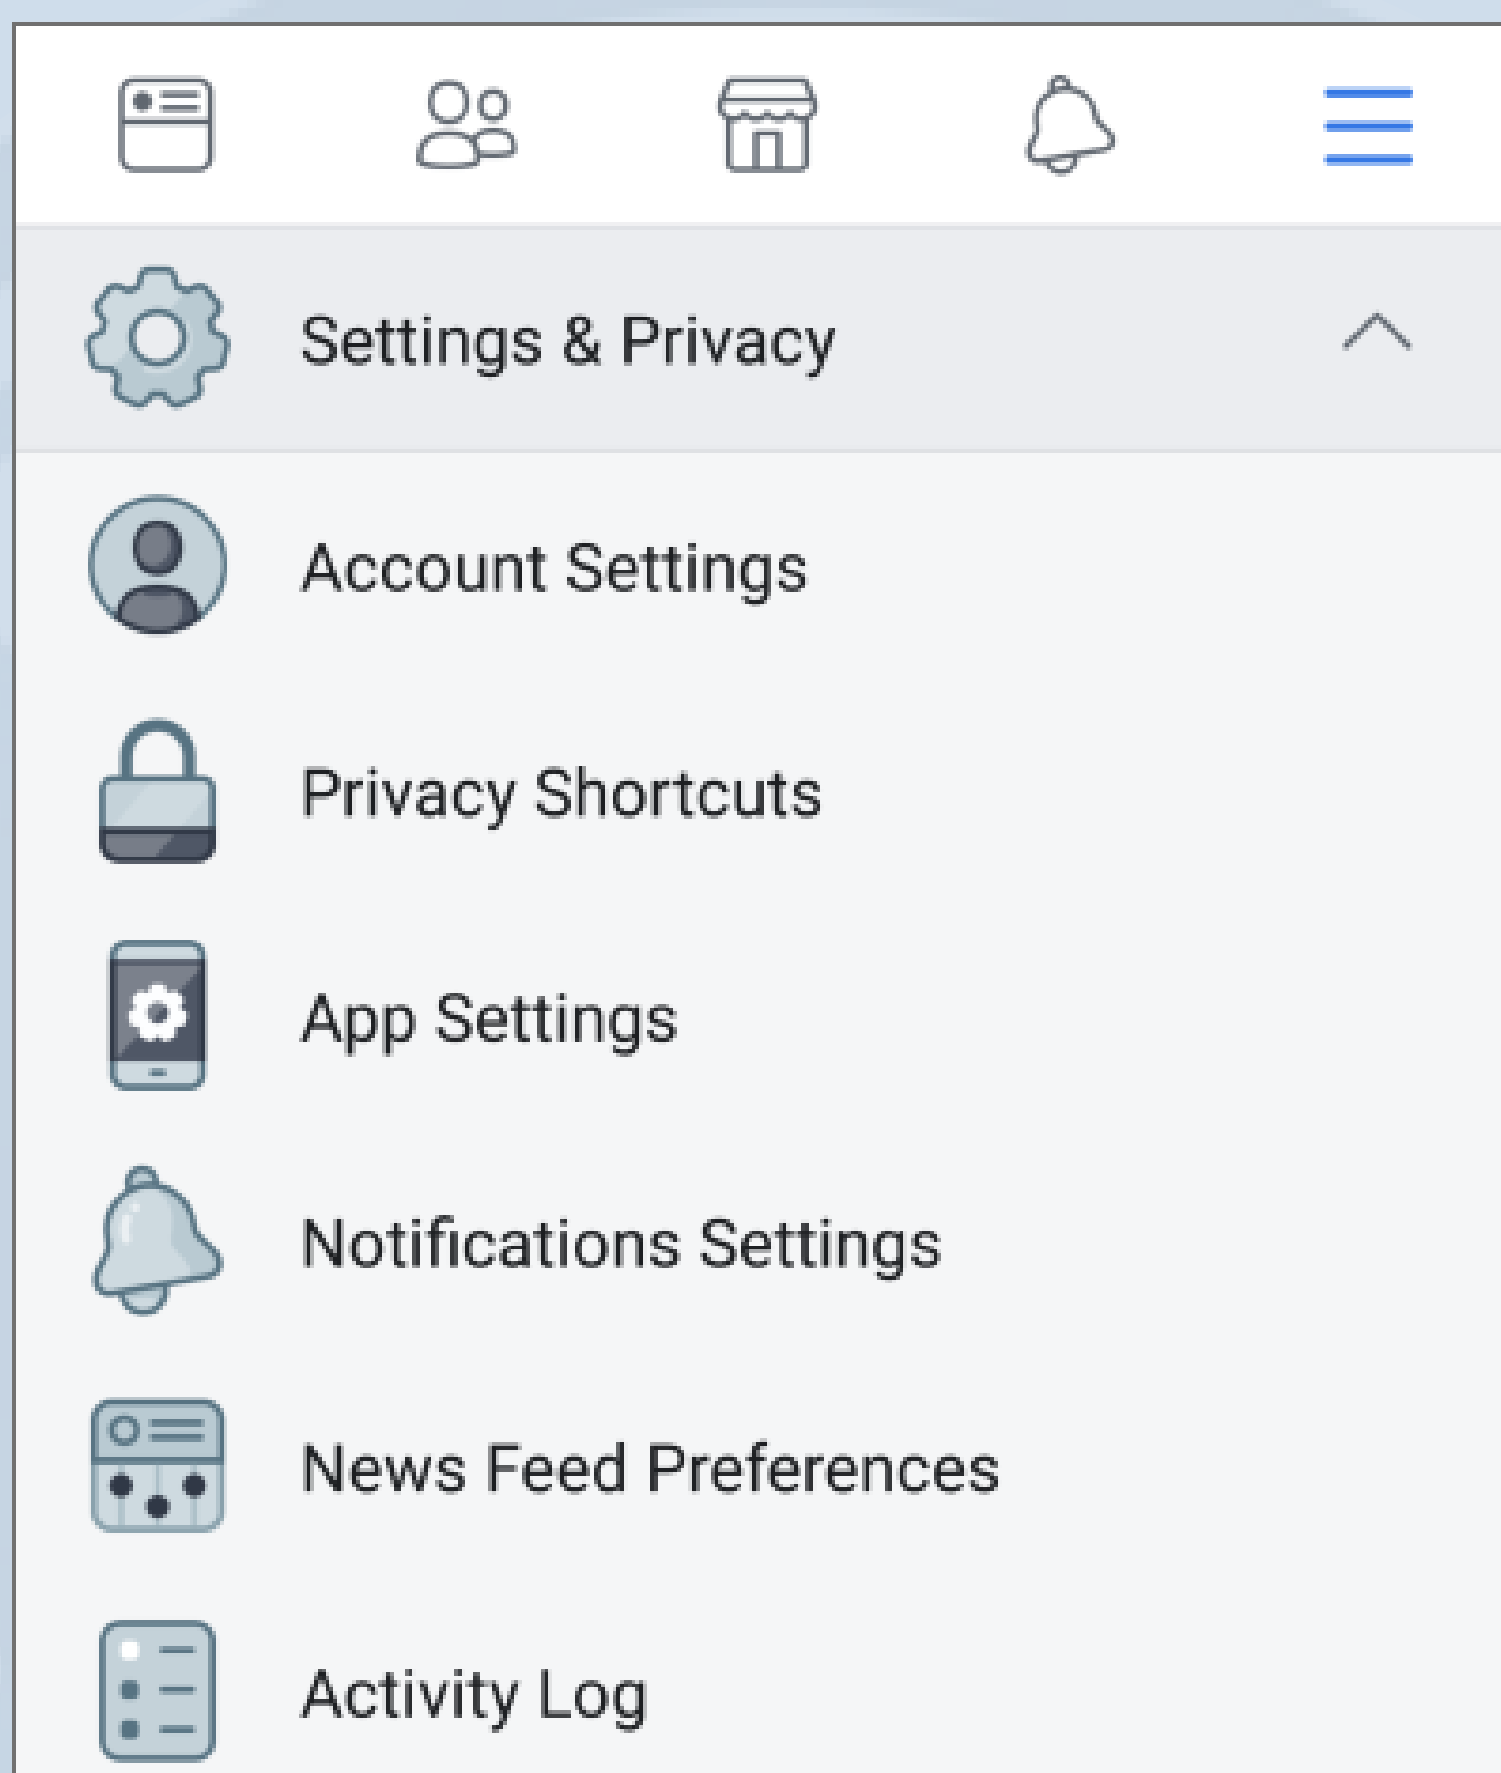 Settings & Privacy
Account Settings
Privacy Shortcuts
App Settings
Notifications Settings
News Feed Preferences
Activity Log